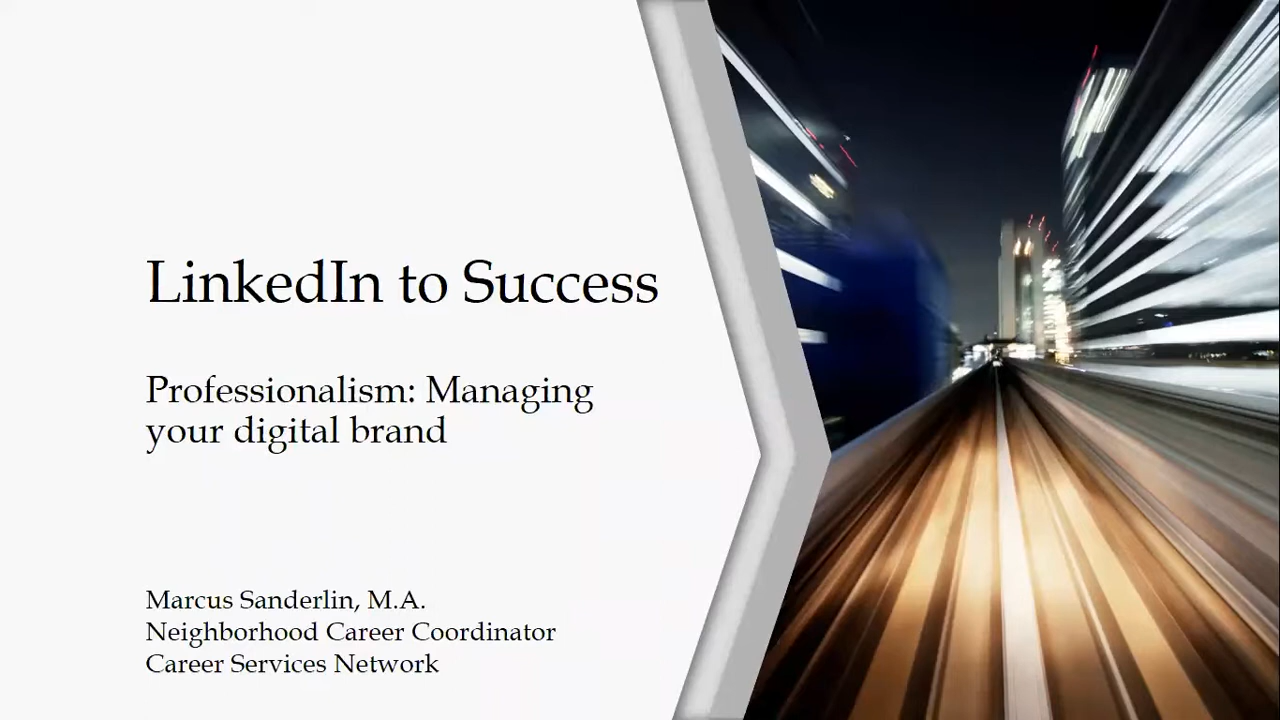 LinkedIn to Success
Professionalism: Managing
your digital brand
Marcus Sanderlin, M.A.
Neighborhood Career Coordinator
Career Services Network